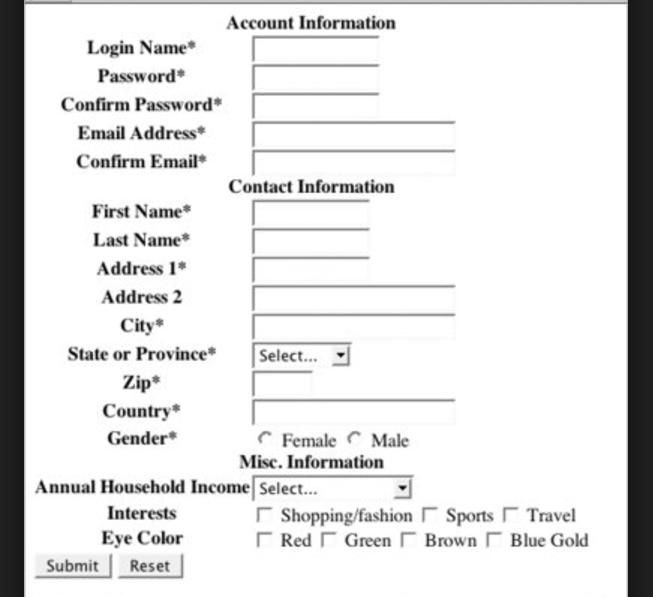 Account Information
Login Name*
Password*
Confirm Password*
Email Address*
Confirm Email*
Contact Information
First Name*
Last Name*
Address 1*
Address 2
City*
State or Province* Select...
Zip*
Country*
Gender* Female Male
Misc. Information
Annual Household Income Select...
Interests Shopping/fashion Sports Travel
Eye Color Red Green Brown Blue Gold
Submit Reset